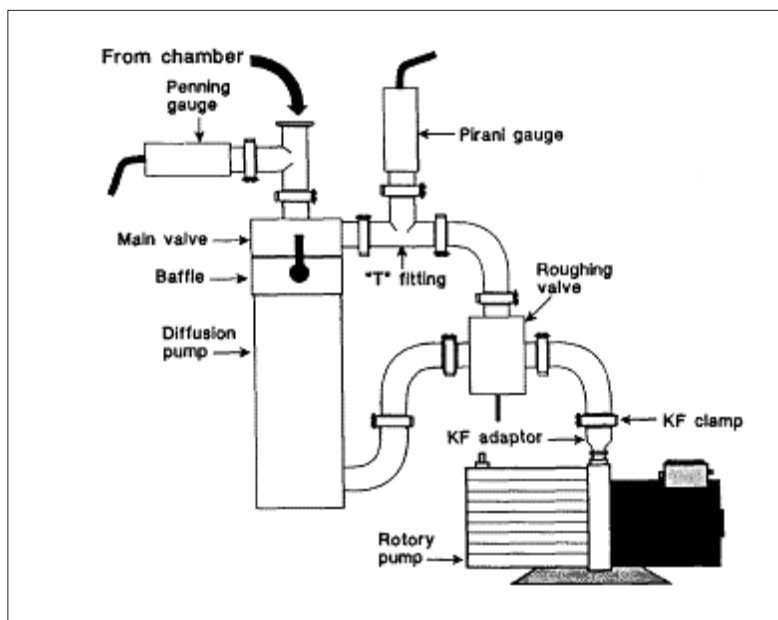 From chamber
Penning
gauge
Pirani gauge
Main valve
"T" fitting
Baffle
Roughing
valve
Diffusion
pump
KF adaptor
KF clamp
Rotory
pump